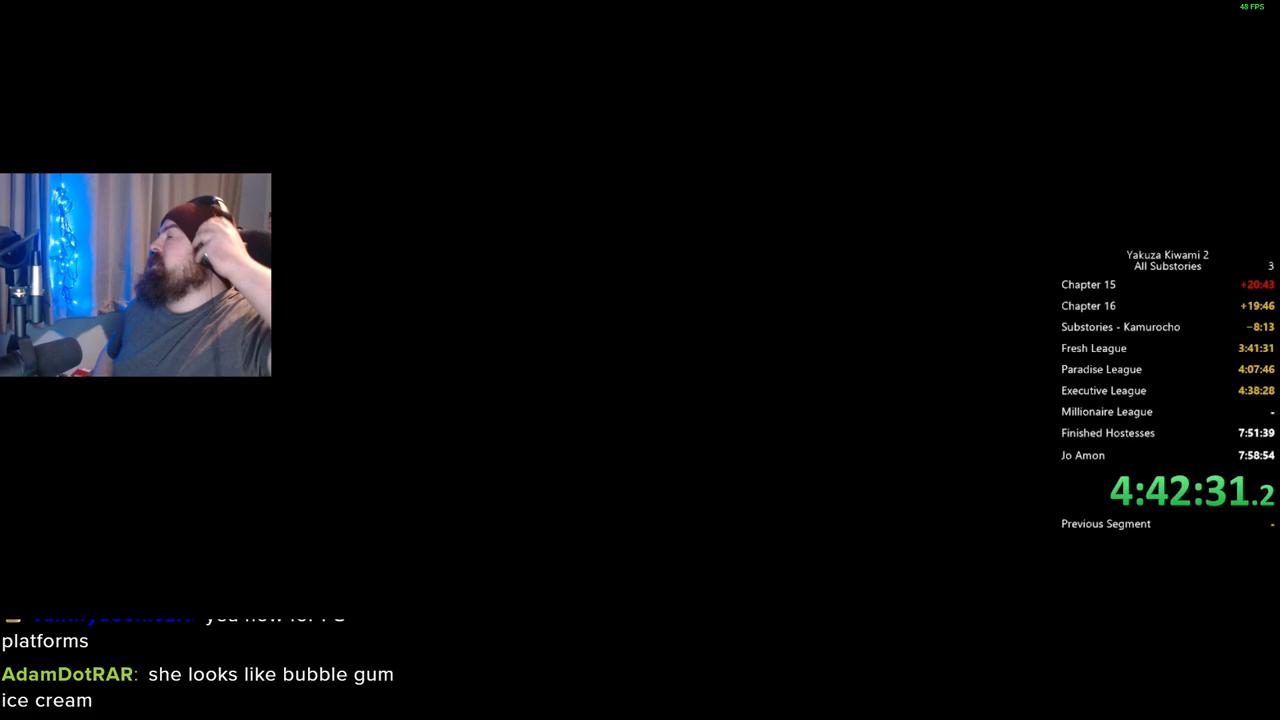 48 FPS
Yakuza Kiwami 2
All Substories 3
Chapter 15 +20:43
Chapter 16 +19:46
Substories - Kamurocho −8:13
Fresh League 3:41:31
Paradise League 4:07:46
Executive League 4:38:28
Millionaire League -
Finished Hostesses 7:51:39
Jo Amon 7:58:54
4:42:31.2
Previous Segment -
platforms
AdamDotRAR: she looks like bubble gum
ice cream